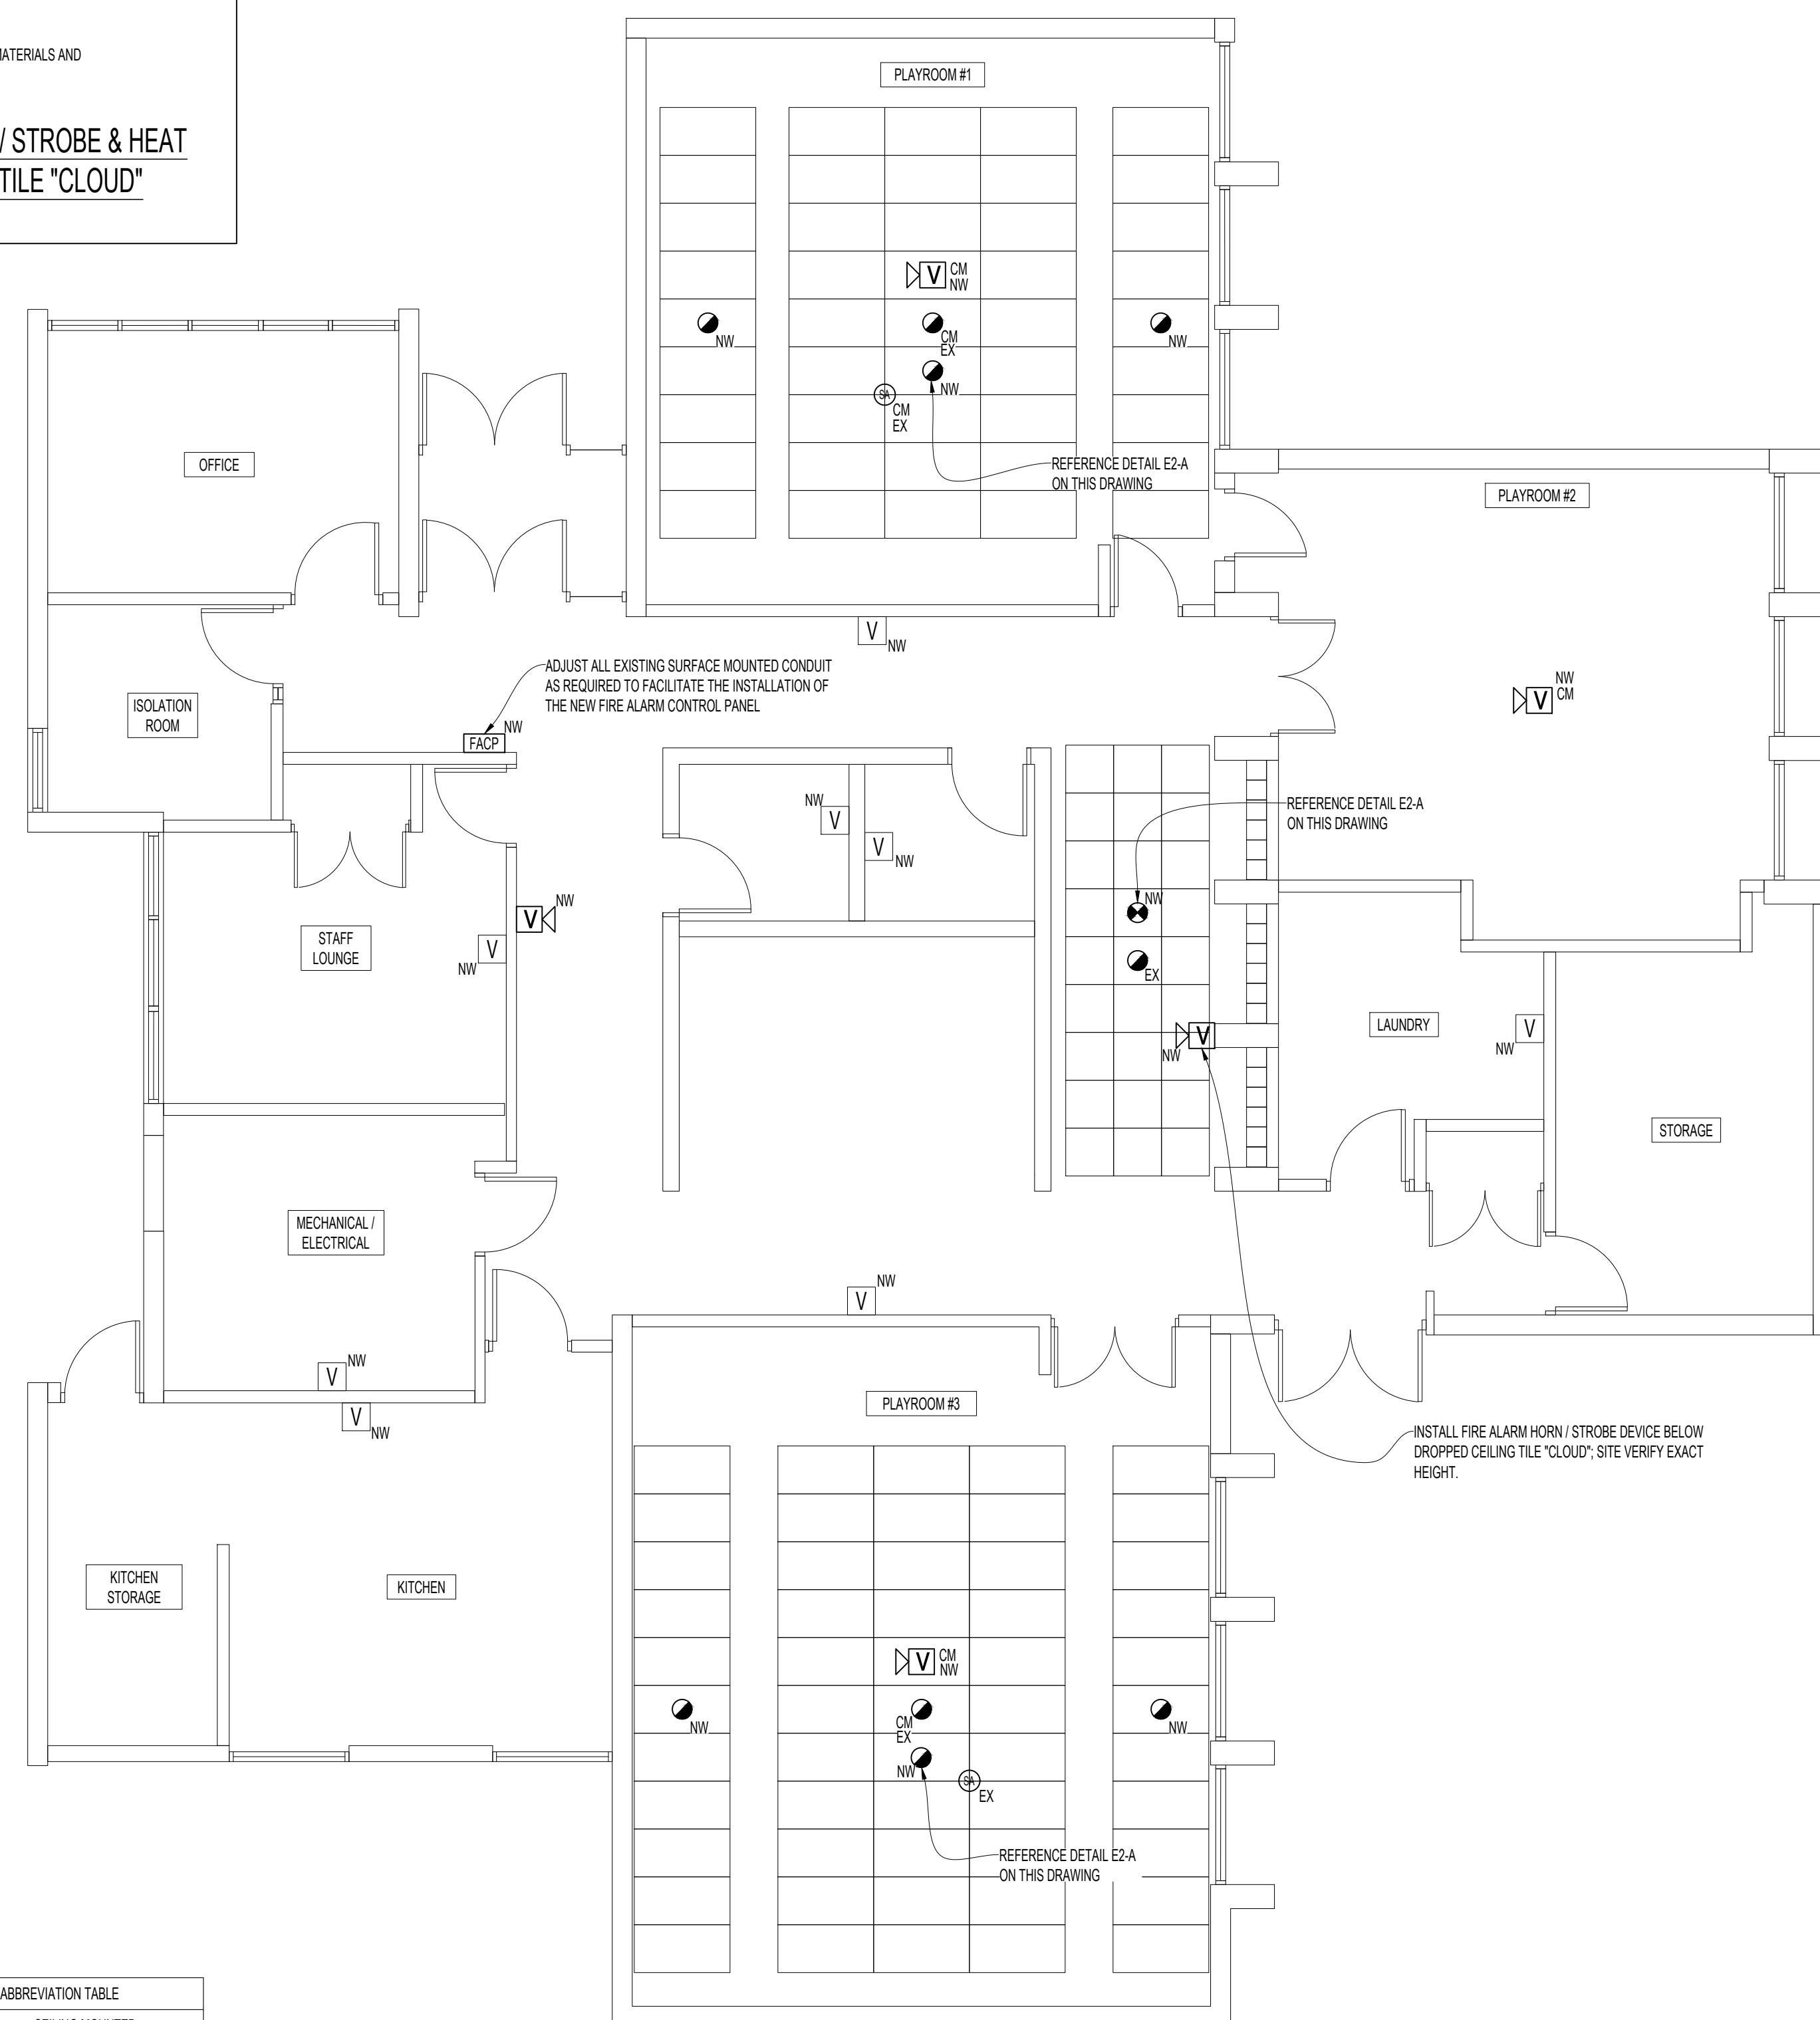 MATERIALS AND
/ STROBE & HEAT
TILE "CLOUD"
PLAYROOM #1
V
CM
NW
NW
CM
EX
NW
NW
SA
CM
EX
REFERENCE DETAIL E2-A
ON THIS DRAWING
OFFICE
PLAYROOM #2
V
NW
ADJUST ALL EXISTING SURFACE MOUNTED CONDUIT
AS REQUIRED TO FACILITATE THE INSTALLATION OF
THE NEW FIRE ALARM CONTROL PANEL
ISOLATION
ROOM
NW
FACP
V
NW
CM
NW
V
V
NW
REFERENCE DETAIL E2-A
ON THIS DRAWING
V
NW
STAFF
LOUNGE
V
NW
NW
EX
V
NW
LAUNDRY
V
NW
STORAGE
MECHANICAL /
ELECTRICAL
V
NW
V
NW
V
NW
PLAYROOM #3
INSTALL FIRE ALARM HORN / STROBE DEVICE BELOW
DROPPED CEILING TILE "CLOUD"; SITE VERIFY EXACT
HEIGHT.
KITCHEN
STORAGE
KITCHEN
V
CM
NW
NW
CM
EX
NW
NW
SA
EX
REFERENCE DETAIL E2-A
ON THIS DRAWING
ABBREVIATION TABLE